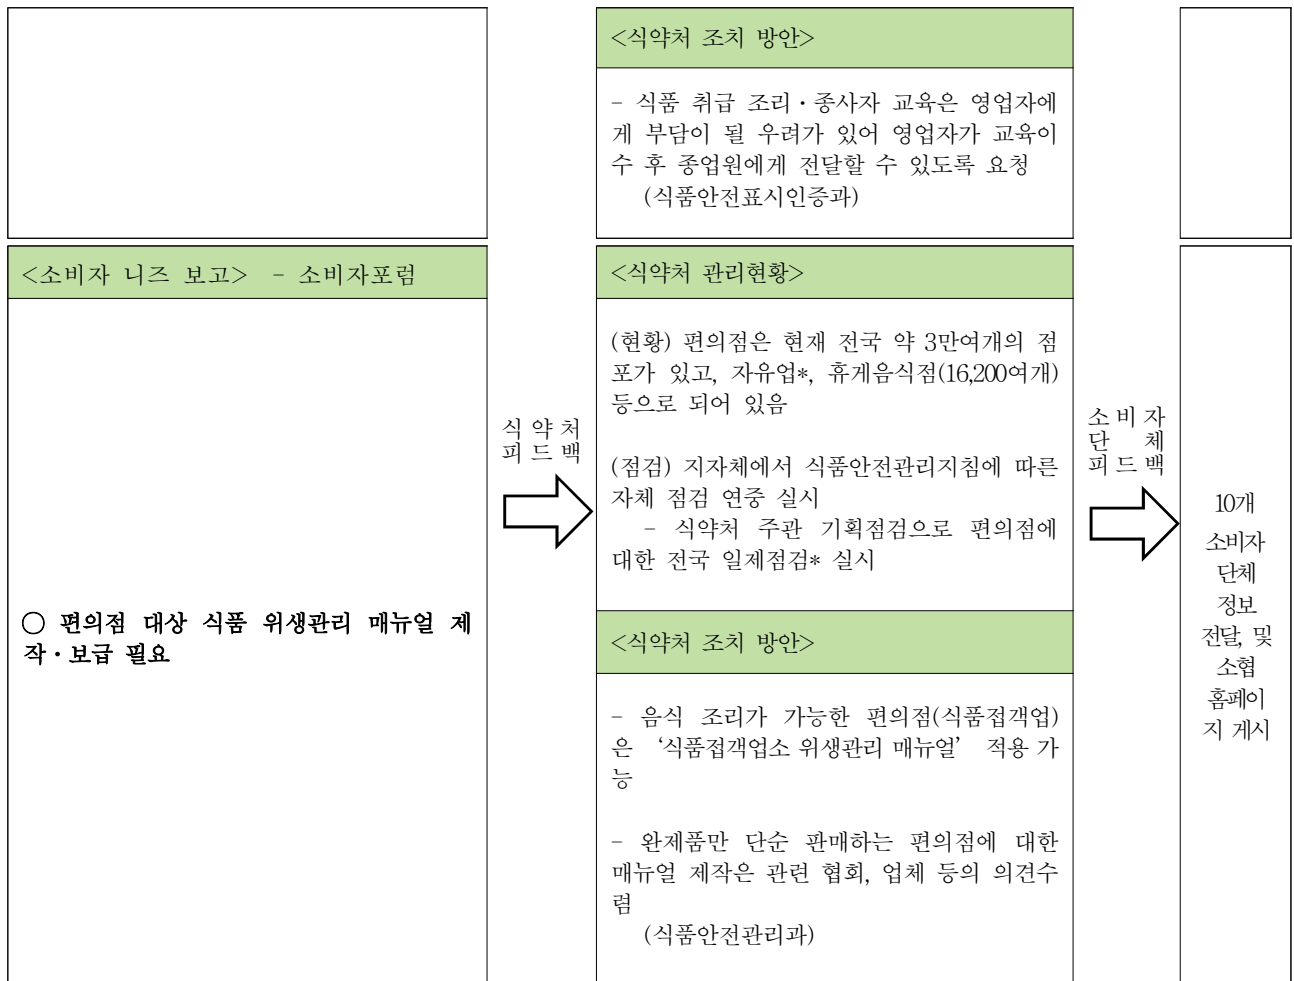 <식약처 조치 방안>
- 식품 취급 조리・종사자 교육은 영업자에
게 부담이 될 우려가 있어 영업자가 교육이
수 후 종업원에게 전달할 수 있도록 요청
(식품안전표시인증과)
<소비자 니즈 보고> - 소비자포럼
○ 편의점 대상 식품 위생관리 매뉴얼 제
작・보급 필요
식약처
피드백
<식약처 관리현황>
(현황) 편의점은 현재 전국 약 3만여개의 점
포가 있고, 자유업*, 휴게음식점(16,200여개)
등으로 되어 있음
(점검) 지자체에서 식품안전관리지침에 따른
자체 점검 연중 실시
- 식약처 주관 기획점검으로 편의점에
대한 전국 일제점검* 실시
<식약처 조치 방안>
- 음식 조리가 가능한 편의점(식품접객업)
은 ‘식품접객업소 위생관리 매뉴얼’ 적용 가
능
- 완제품만 단순 판매하는 편의점에 대한
매뉴얼 제작은 관련 협회, 업체 등의 의견수
렴
(식품안전관리과)
소비자
단체
피드백
10개
소비자
단체
정보
전달, 및
소협
홈페이
지 게시